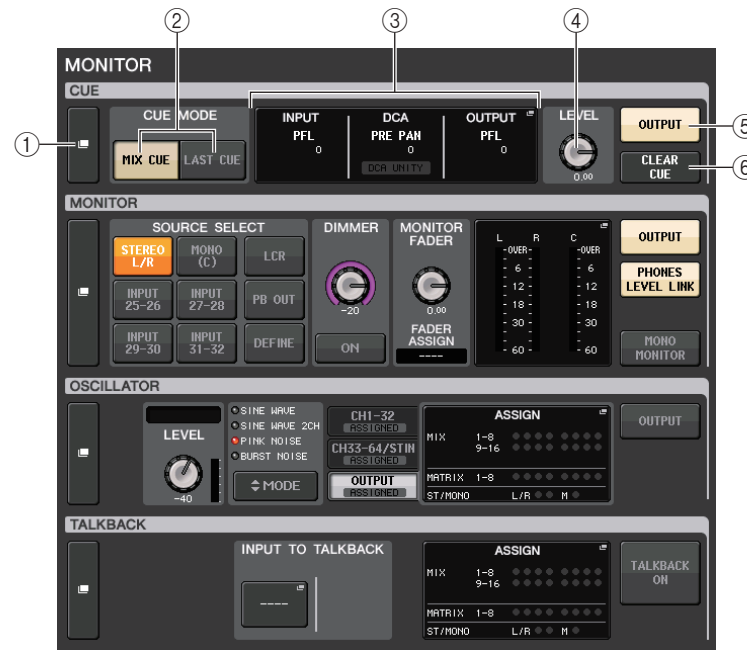 ② ③ ④
MONITOR
CUE
①
CUE MODE
MIX CUE
LAST CUE
INPUT
PFL
0
DCA
PRE PAN
0
DCA UNITY
OUTPUT
PFL
0
LEVEL
0.00
OUTPUT
⑤
CLEAR
CUE
⑥
MONITOR
SOURCE SELECT
STEREO
L/R
MONO
(C)
LCR
INPUT
25-26
INPUT
27-28
PB OUT
INPUT
29-30
INPUT
31-32
DEFINE
DIMMER
-20
ON
MONITOR
FADER
0.00
FADER
ASSIGN
----
L R C
-OVER- -OVER
- 6 - - 6
- 12 - - 12
- 18 - - 18
- 30 - - 30
- 60 - - 60
OUTPUT
PHONES
LEVEL LINK
MONO
MONITOR
OSCILLATOR
LEVEL
-40
SINE WAVE
SINE WAVE 2CH
PINK NOISE
BURST NOISE
MODE
CH1-32
ASSIGNED
CH33-64/STIN
ASSIGNED
OUTPUT
ASSIGNED
ASSIGN
MIX 1-8
9-16
MATRIX 1-8
ST/MONO L/R M
OUTPUT
TALKBACK
INPUT TO TALKBACK
----
ASSIGN
MIX 1-8
9-16
MATRIX 1-8
ST/MONO L/R M
TALKBACK
ON